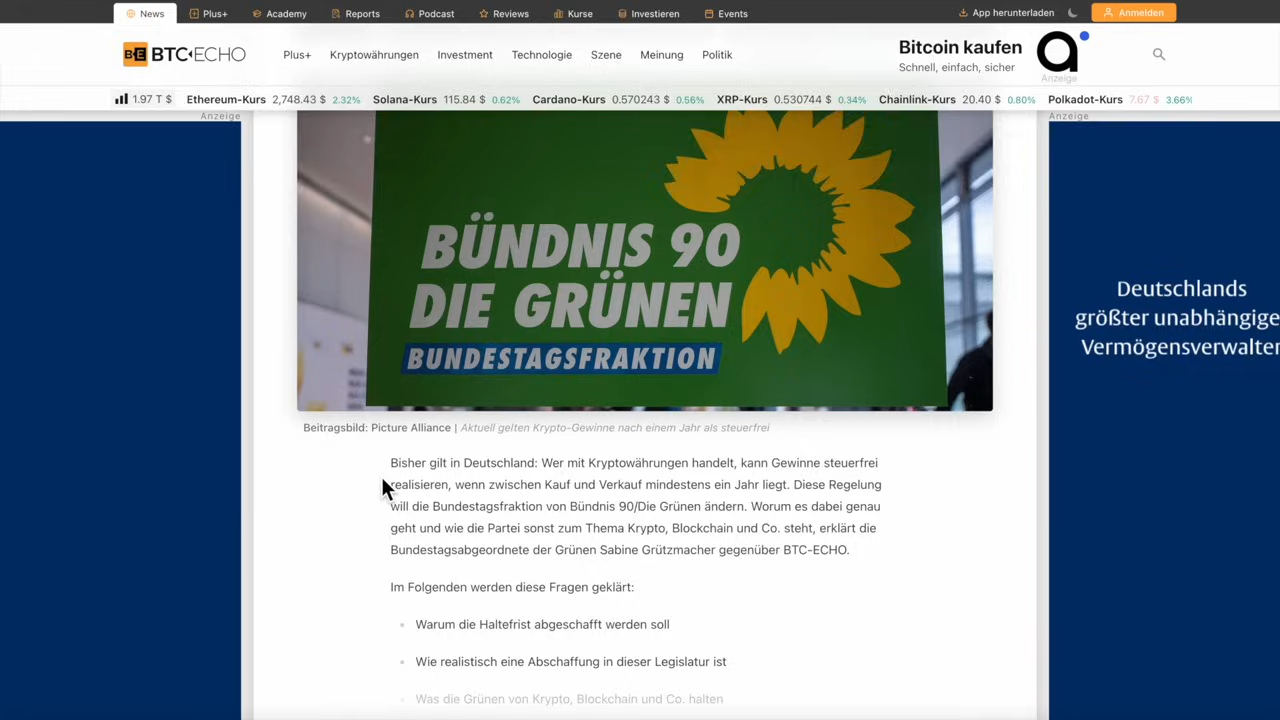 News Plus+ Academy Reports Podcast Reviews Kurse Investieren Events App herunterladen Anmelden
BE BTC-ECHO Plus+ Kryptowährungen Investment Technologie Szene Meinung Politik
Bitcoin kaufen
Schnell, einfach, sicher
Anzeige
1.97 T $ Ethereum-Kurs 2,748.43 $ 2.32% Solana-Kurs 115.84 $ 0.62% Cardano-Kurs 0.570243 $ 0.56% XRP-Kurs 0.530744 $ 0.34% Chainlink-Kurs 20.40 $ 0.80% Polkadot-Kurs 7.67 $ 3.66%
Anzeige
Anzeige
BÜNDNIS 90
DIE GRÜNEN
BUNDESTAGSFRAKTION
Deutschlands
größter unabhängige
Vermögensverwalter
Beitragsbild: Picture Alliance | Aktuell gelten Krypto-Gewinne nach einem Jahr als steuerfrei
Bisher gilt in Deutschland: Wer mit Kryptowährungen handelt, kann Gewinne steuerfrei
realisieren, wenn zwischen Kauf und Verkauf mindestens ein Jahr liegt. Diese Regelung
will die Bundestagsfraktion von Bündnis 90/Die Grünen ändern. Worum es dabei genau
geht und wie die Partei sonst zum Thema Krypto, Blockchain und Co. steht, erklärt die
Bundestagsabgeordnete der Grünen Sabine Grützmacher gegenüber BTC-ECHO.
Im Folgenden werden diese Fragen geklärt:
Warum die Haltefrist abgeschafft werden soll
Wie realistisch eine Abschaffung in dieser Legislatur ist
Was die Grünen von Krypto, Blockchain und Co. halten